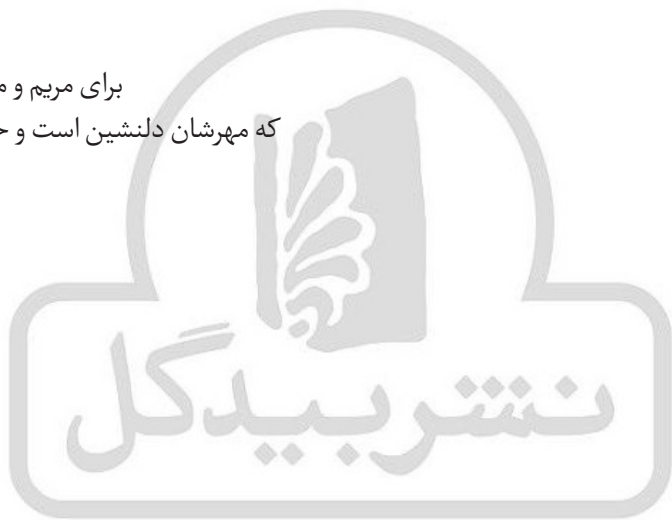 برای مریم و
که مهرشان دلنشین است و
نشر بیدگل